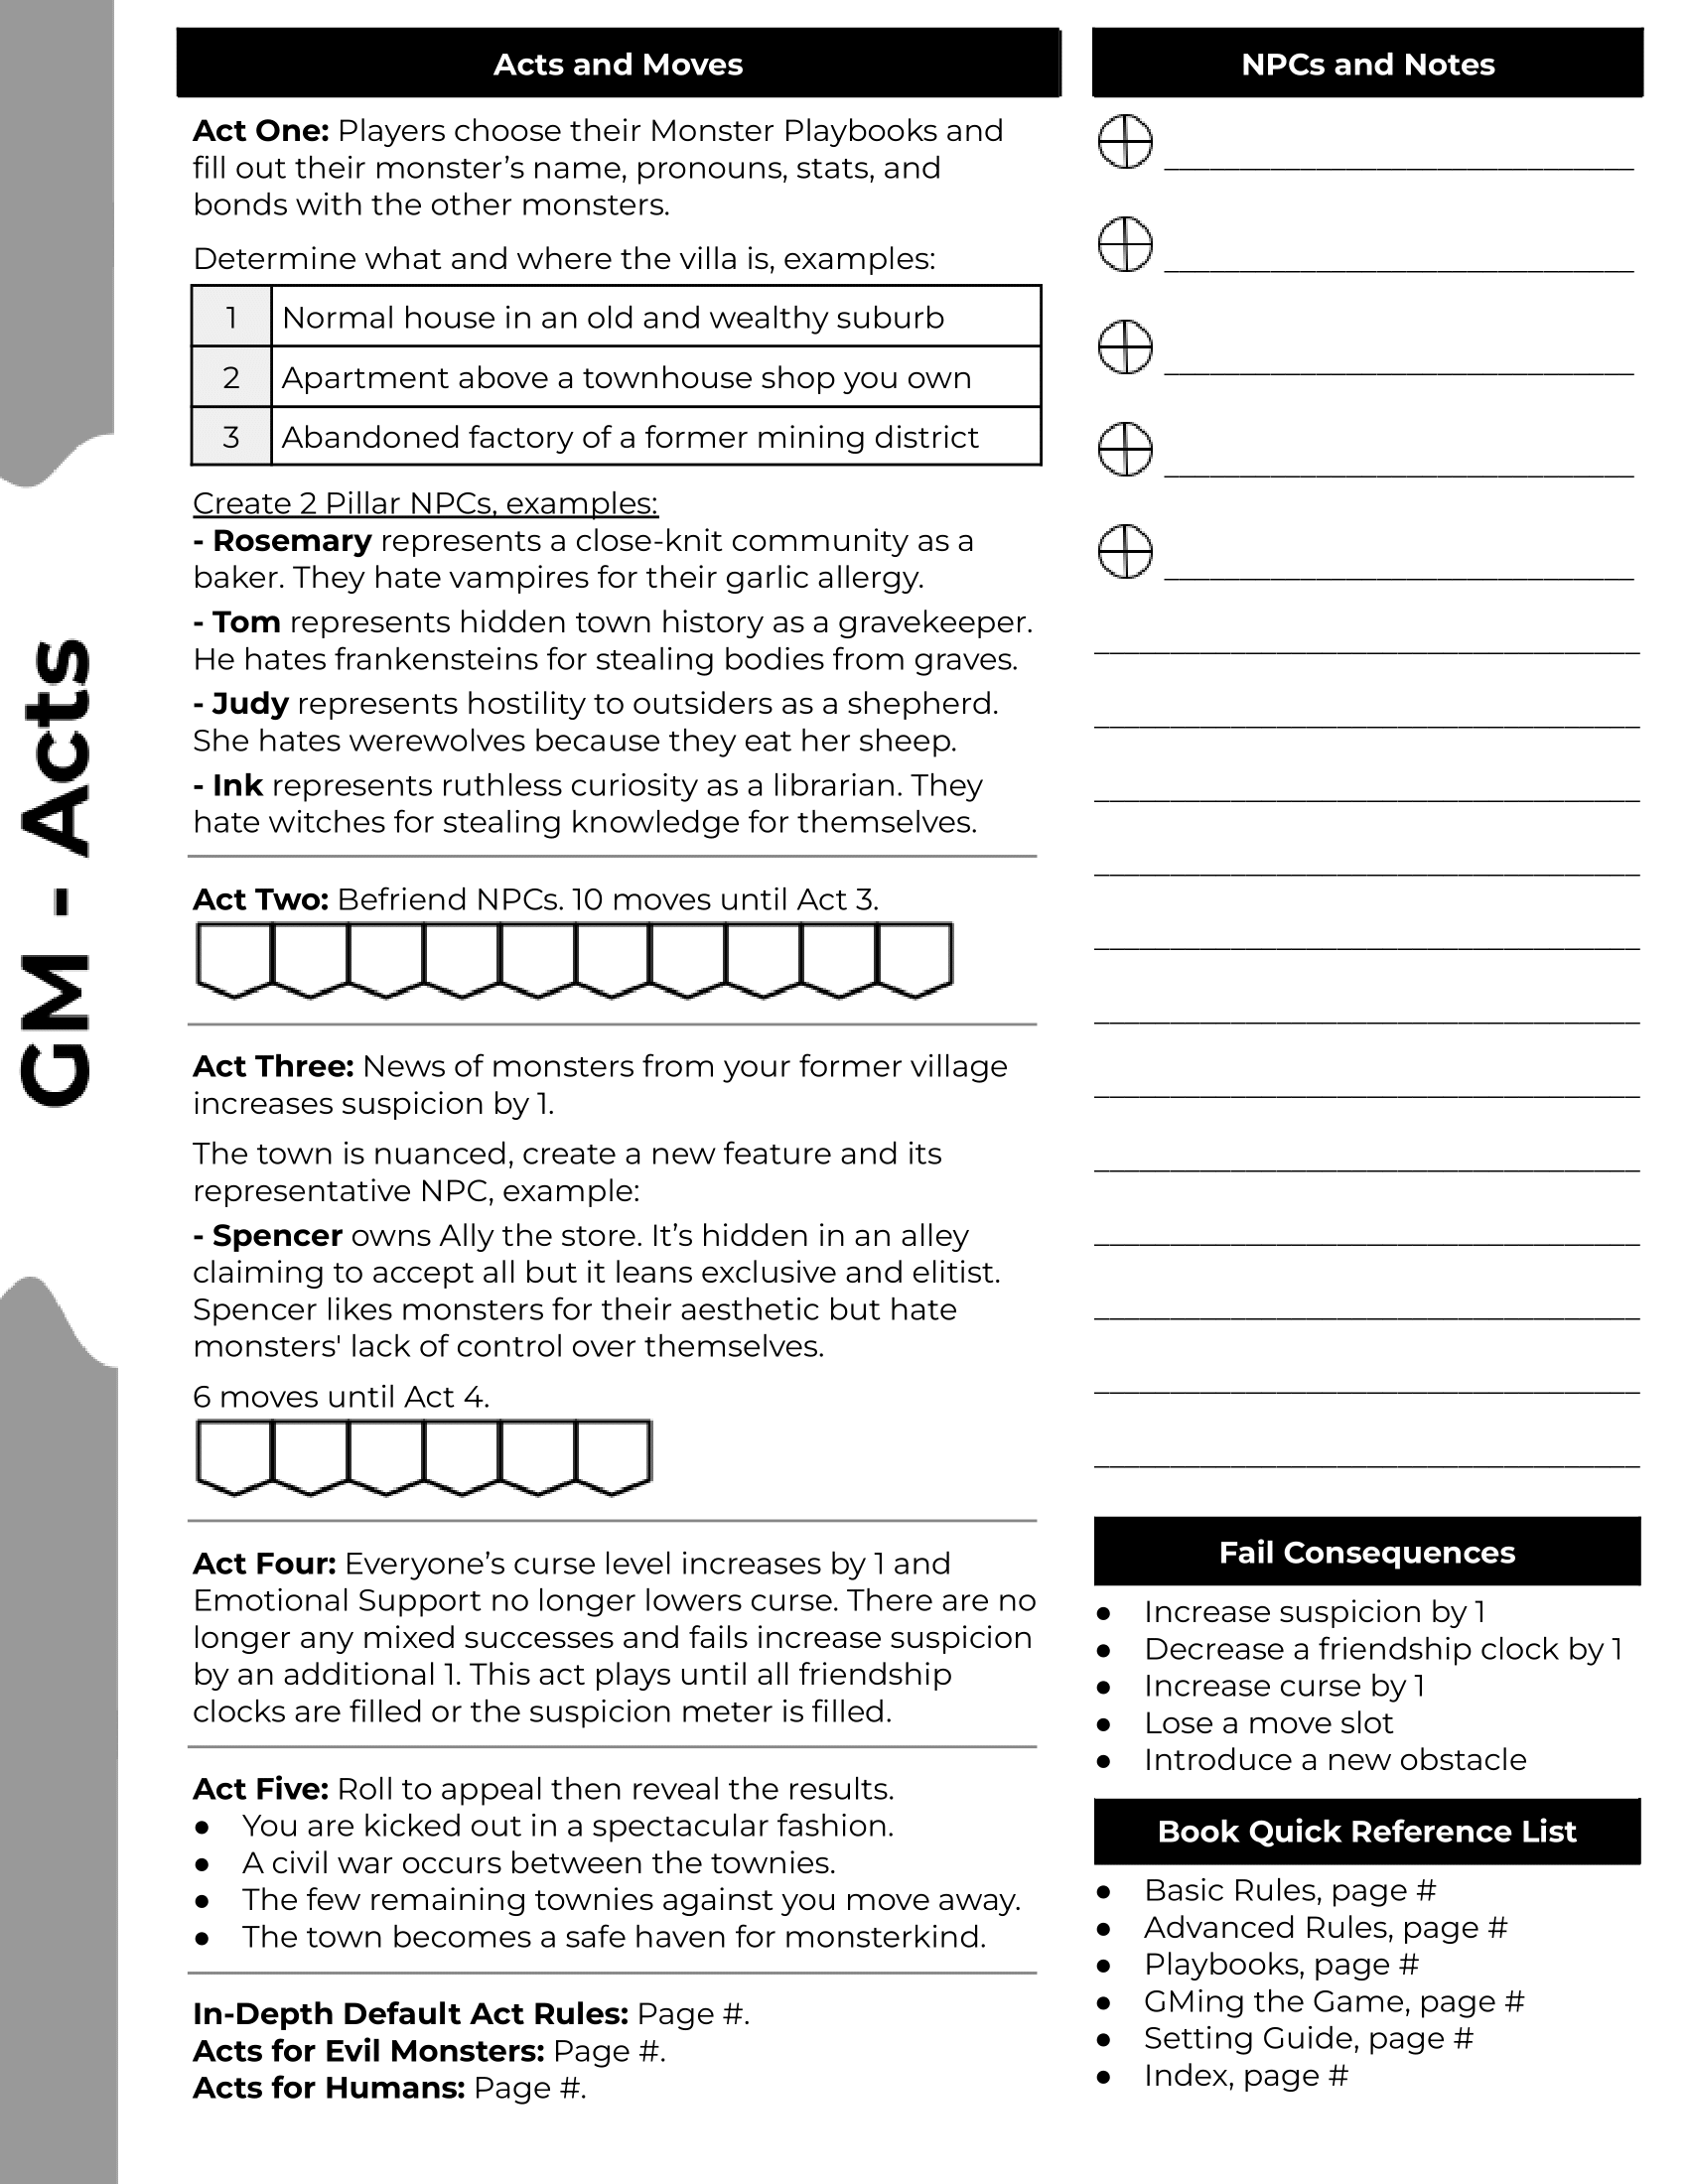 GM - Acts
Acts and Moves
Act One: Players choose their Monster Playbooks and
fill out their monster’s name, pronouns, stats, and
bonds with the other monsters.
Determine what and where the villa is, examples:
1 Normal house in an old and wealthy suburb
2 Apartment above a townhouse shop you own
3 Abandoned factory of a former mining district
Create 2 Pillar NPCs, examples:
- Rosemary represents a close-knit community as a
baker. They hate vampires for their garlic allergy.
- Tom represents hidden town history as a gravekeeper.
He hates frankensteins for stealing bodies from graves.
- Judy represents hostility to outsiders as a shepherd.
She hates werewolves because they eat her sheep.
- Ink represents ruthless curiosity as a librarian. They
hate witches for stealing knowledge for themselves.
Act Two: Befriend NPCs. 10 moves until Act 3.
Act Three: News of monsters from your former village
increases suspicion by 1.
The town is nuanced, create a new feature and its
representative NPC, example:
- Spencer owns Ally the store. It’s hidden in an alley
claiming to accept all but it leans exclusive and elitist.
Spencer likes monsters for their aesthetic but hate
monsters' lack of control over themselves.
6 moves until Act 4.
Act Four: Everyone’s curse level increases by 1 and
Emotional Support no longer lowers curse. There are no
longer any mixed successes and fails increase suspicion
by an additional 1. This act plays until all friendship
clocks are filled or the suspicion meter is filled.
Act Five: Roll to appeal then reveal the results.
● You are kicked out in a spectacular fashion.
● A civil war occurs between the townies.
● The few remaining townies against you move away.
● The town becomes a safe haven for monsterkind.
In-Depth Default Act Rules: Page #.
Acts for Evil Monsters: Page #.
Acts for Humans: Page #.
NPCs and Notes
Fail Consequences
● Increase suspicion by 1
● Decrease a friendship clock by 1
● Increase curse by 1
● Lose a move slot
● Introduce a new obstacle
Book Quick Reference List
● Basic Rules, page #
● Advanced Rules, page #
● Playbooks, page #
● GMing the Game, page #
● Setting Guide, page #
● Index, page #